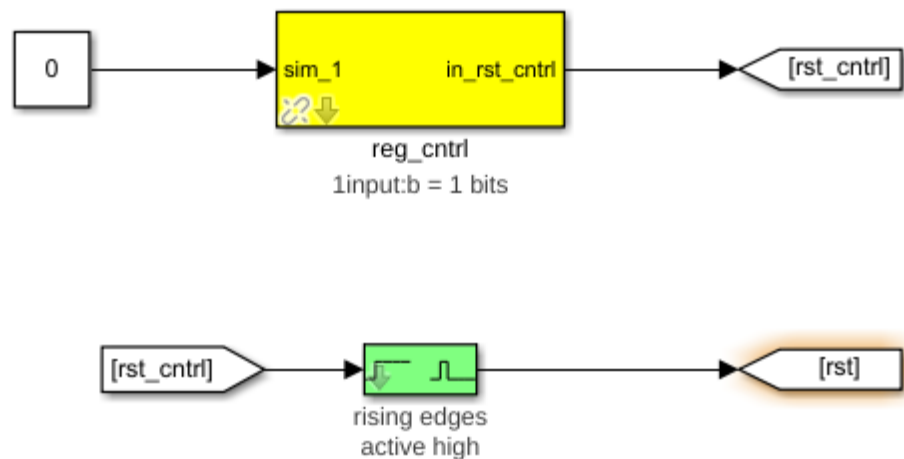 0
sim_1
in_rst_cntrl
[rst_cntrl]
reg_cntrl
1input:b = 1 bits
[rst_cntrl]
[rst]
rising edges
active high